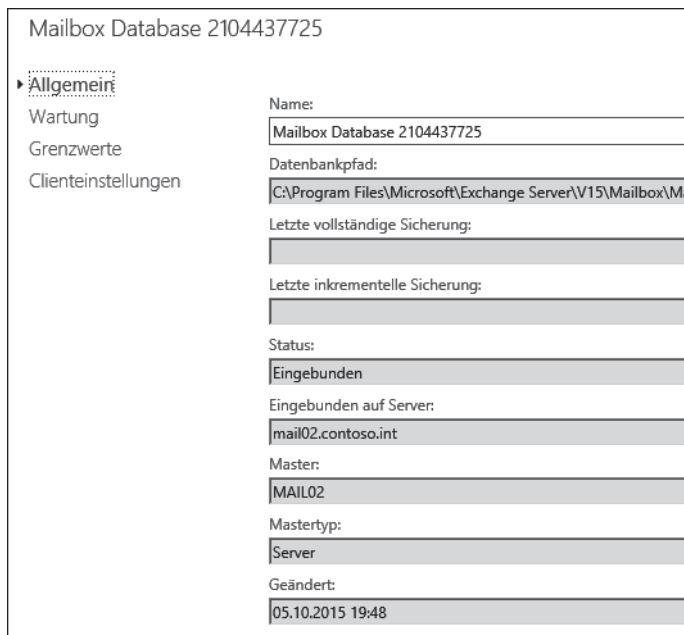 Mailbox Database 2104437725
Allgemein
Wartung
Grenzwerte
Clienteinstellungen
Name:
Mailbox Database 2104437725
Datenbankpfad:
C:\Program Files\Microsoft\Exchange Server\V15\Mailbox\Ma
Letzte vollständige Sicherung:
Letzte inkrementelle Sicherung:
Status:
Eingebunden
Eingebunden auf Server:
mail02.contoso.int
Master:
MAIL02
Mastertyp:
Server
Geändert:
05.10.2015 19:48